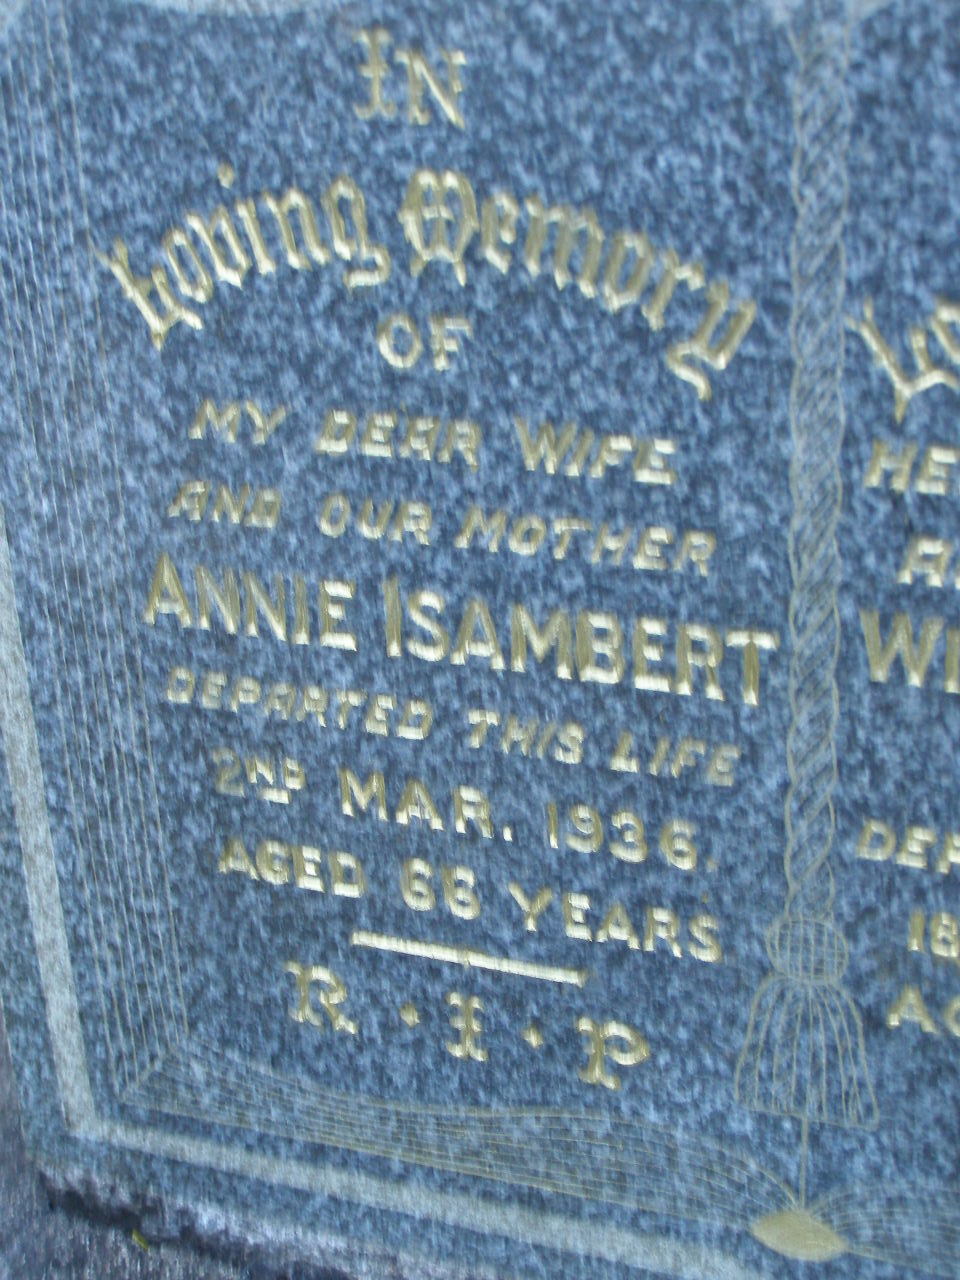 IN
Loving Memory
OF
MY DEAR WIFE
AND OUR MOTHER
ANNIE ISAMBERT
DEPARTED THIS LIFE
2ND MAR. 1936.
AGED 68 YEARS
R · I · P